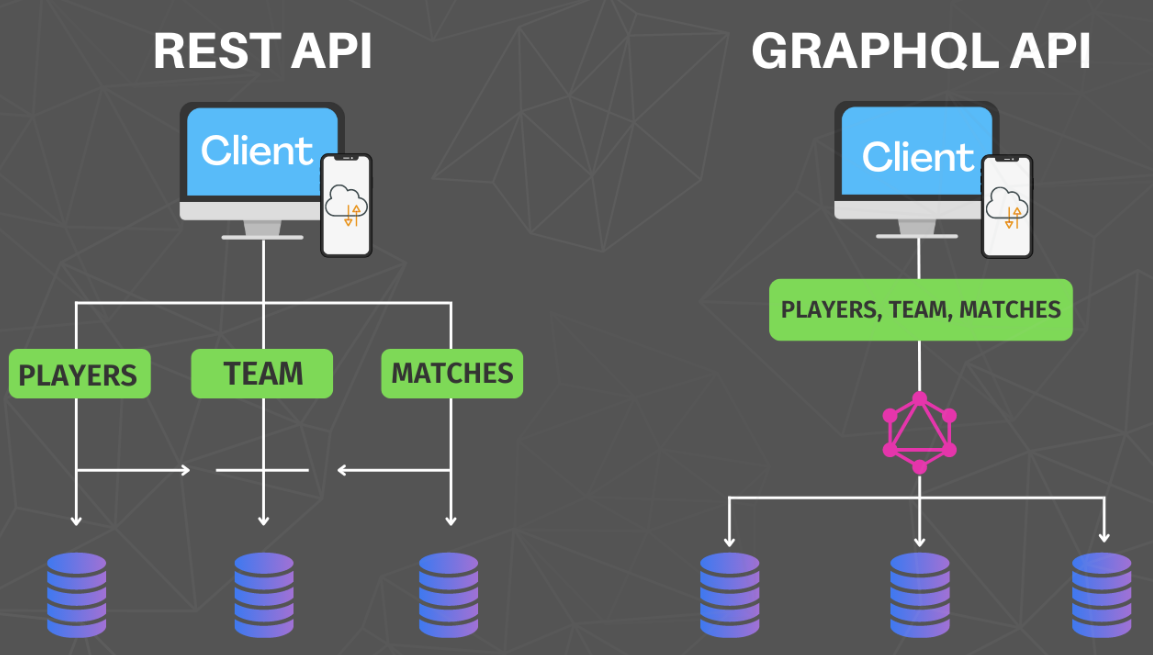 REST API
Client
PLAYERS
TEAM
MATCHES
GRAPHQL API
Client
PLAYERS, TEAM, MATCHES